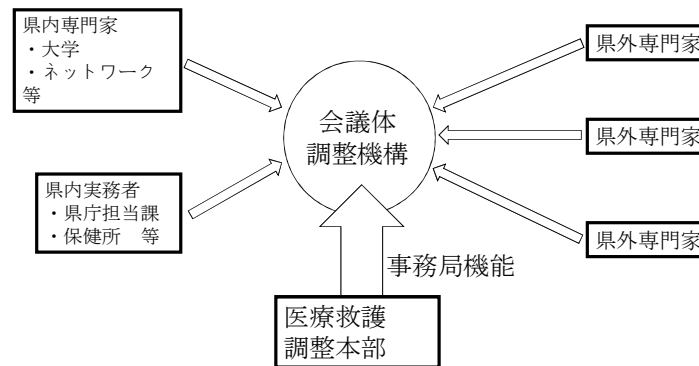 県内専門家
・大学
・ネットワーク
等
県内実務者
・県庁担当課
・保健所　等
会議体
調整機構
県外専門家
県外専門家
県外専門家
事務局機能
医療救護
調整本部